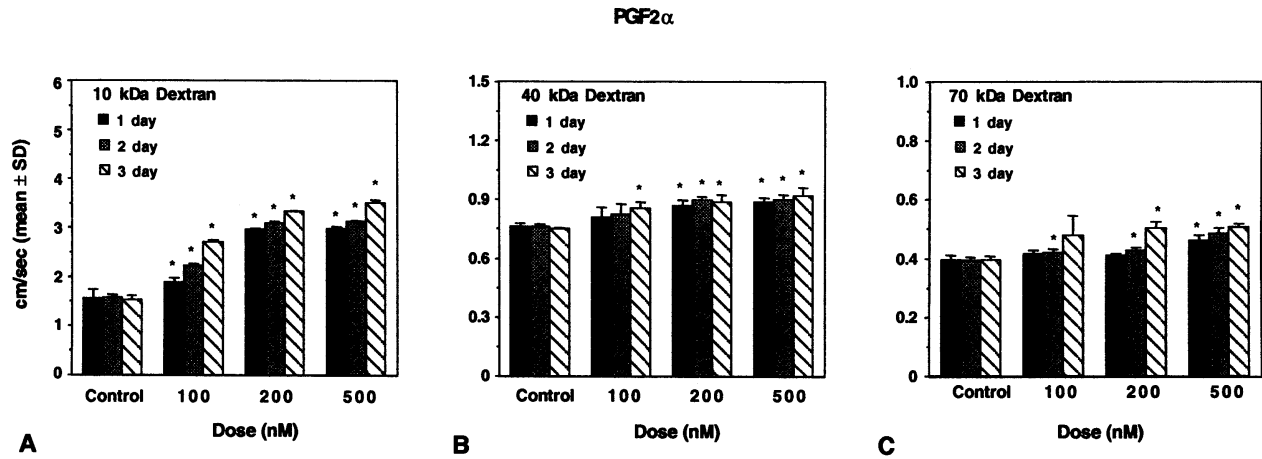 PGF2α
cm/sec (mean ± SD)
6
5
4
3
2
1
0
10 kDa Dextran
1 day
2 day
3 day
* * *
* * *
* * *
Control 100 200 500
Dose (nM)
A
1.5
1.2
0.9
0.6
0.3
0
40 kDa Dextran
1 day
2 day
3 day
*
* * *
* * *
Control 100 200 500
Dose (nM)
B
1.0
0.8
0.6
0.4
0.2
0
70 kDa Dextran
1 day
2 day
3 day
*
* *
* * *
Control 100 200 500
Dose (nM)
C